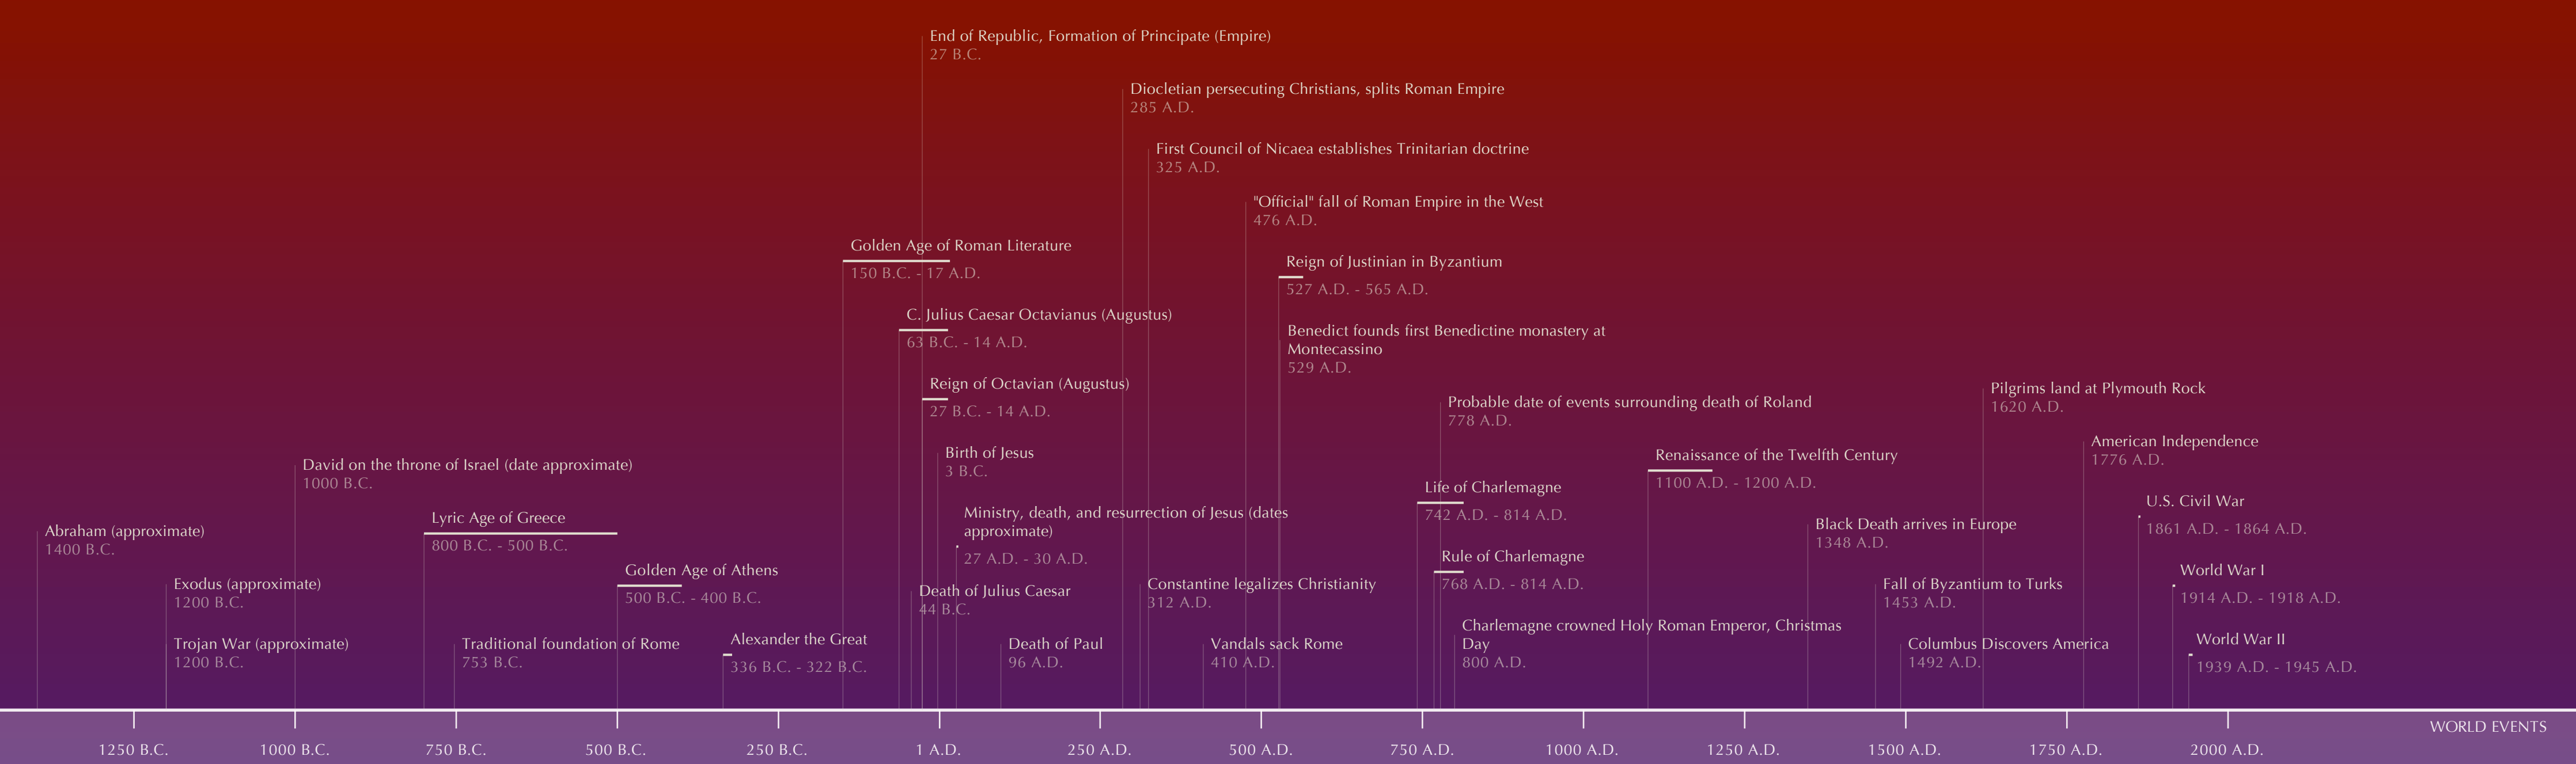 End of Republic, Formation of Principate (Empire)
27 B.C.
Diocletian persecuting Christians, splits Roman Empire
285 A.D.
First Council of Nicaea establishes Trinitarian doctrine
325 A.D.
"Official" fall of Roman Empire in the West
476 A.D.
Golden Age of Roman Literature
150 B.C. - 17 A.D.
Reign of Justinian in Byzantium
527 A.D. - 565 A.D.
C. Julius Caesar Octavianus (Augustus)
63 B.C. - 14 A.D.
Benedict founds first Benedictine monastery at
Montecassino
529 A.D.
Reign of Octavian (Augustus)
27 B.C. - 14 A.D.
Pilgrims land at Plymouth Rock
1620 A.D.
Probable date of events surrounding death of Roland
778 A.D.
American Independence
1776 A.D.
Birth of Jesus
3 B.C.
Renaissance of the Twelfth Century
1100 A.D. - 1200 A.D.
David on the throne of Israel (date approximate)
1000 B.C.
Life of Charlemagne
742 A.D. - 814 A.D.
U.S. Civil War
1861 A.D. - 1864 A.D.
Ministry, death, and resurrection of Jesus (dates
approximate)
27 A.D. - 30 A.D.
Lyric Age of Greece
800 B.C. - 500 B.C.
Black Death arrives in Europe
1348 A.D.
Abraham (approximate)
1400 B.C.
Rule of Charlemagne
768 A.D. - 814 A.D.
Golden Age of Athens
500 B.C. - 400 B.C.
World War I
1914 A.D. - 1918 A.D.
Exodus (approximate)
1200 B.C.
Death of Julius Caesar
44 B.C.
Constantine legalizes Christianity
312 A.D.
Fall of Byzantium to Turks
1453 A.D.
Charlemagne crowned Holy Roman Emperor, Christmas
Day
800 A.D.
Trojan War (approximate)
1200 B.C.
Traditional foundation of Rome
753 B.C.
Alexander the Great
336 B.C. - 322 B.C.
Death of Paul
96 A.D.
Vandals sack Rome
410 A.D.
Columbus Discovers America
1492 A.D.
World War II
1939 A.D. - 1945 A.D.
WORLD EVENTS
1250 B.C.
1000 B.C.
750 B.C.
500 B.C.
250 B.C.
1 A.D.
250 A.D.
500 A.D.
750 A.D.
1000 A.D.
1250 A.D.
1500 A.D.
1750 A.D.
2000 A.D.